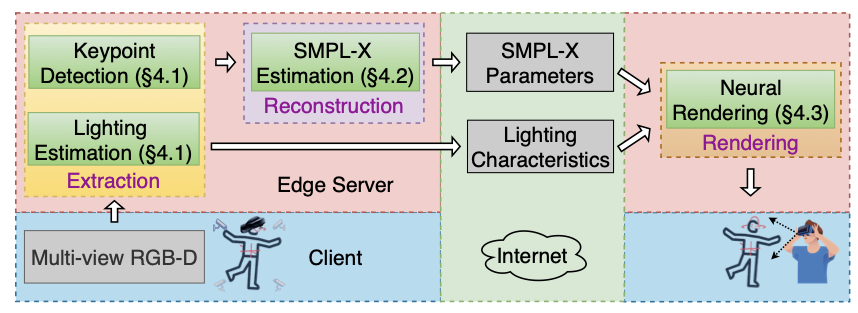 Keypoint
Detection (§4.1)
SMPL-X
Estimation (§4.2)
Reconstruction
SMPL-X
Parameters
Neural
Rendering (§4.3)
Rendering
Lighting
Estimation (§4.1)
Extraction
Lighting
Characteristics
Edge Server
Multi-view RGB-D
Client
Internet
C